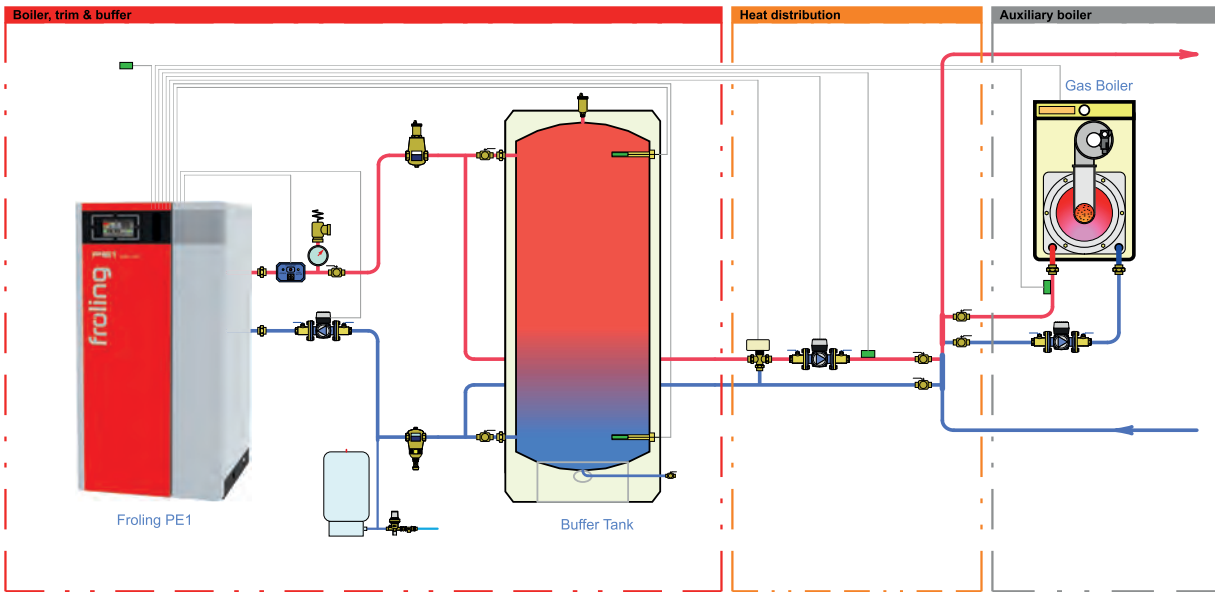 Boiler, trim & buffer
Heat distribution
Auxiliary boiler
Gas Boiler
PE1
froling
Froling PE1
Buffer Tank